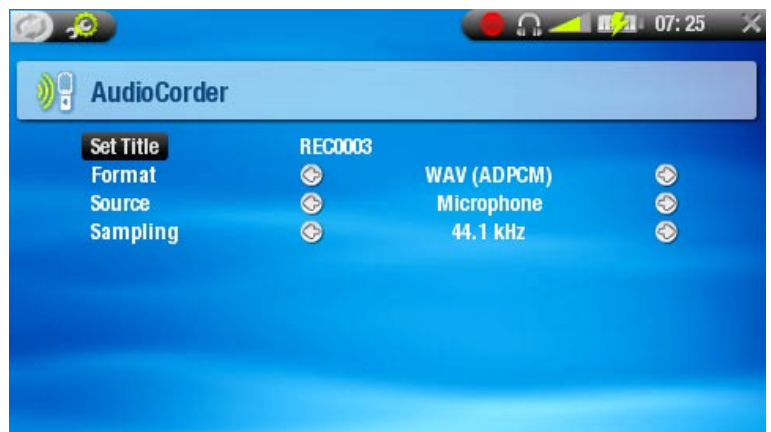 07:25
AudioCorder
Set Title REC0003
Format WAV (ADPCM)
Source Microphone
Sampling 44.1 kHz